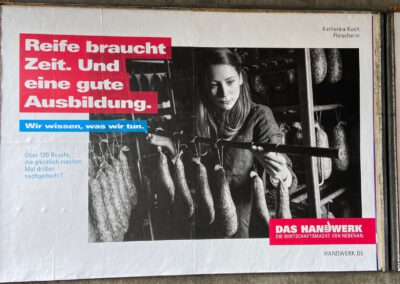 Katharina Koch
Fleischerin
Reife braucht
Zeit. Und
eine gute
Ausbildung.
Wir wissen, was wir tun.
Über 130 Berufe,
die glücklich machen.
Mal drüber
nachgedacht?
DAS HANDWERK
DIE WIRTSCHAFTSMACHT. VON NEBENAN.
HANDWERK.DE